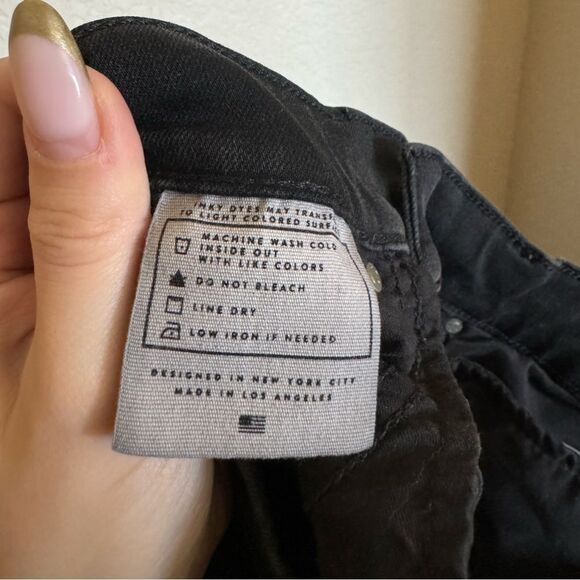 INKY DYES MAY
TO LIGHT COLORED
MACHINE WASH COLD
INSIDE OUT
WITH LIKE COLORS
DO NOT BLEACH
LINE DRY
LOW IRON IF NEEDED
DESIGNED IN NEW YORK CITY
MADE IN LOS ANGELES